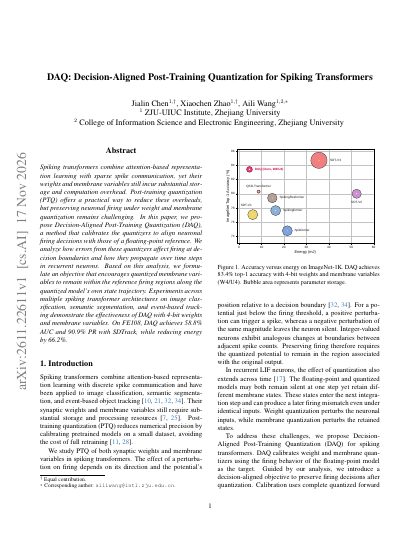 DAQ: Decision-Aligned Post-Training Quantization for Spiking Transformers
Jialin Chen1,†, Xiaochen Zhao1,†, Aili Wang1,2,*
1 ZJU-UIUC Institute, Zhejiang University
2 College of Information Science and Electronic Engineering, Zhejiang University
arXiv:2611.22611v1 [cs.AI] 17 Nov 2026
Abstract
Spiking transformers combine attention-based representa-
tion learning with sparse spike communication, yet their
weights and membrane variables still incur substantial stor-
age and computation overhead. Post-training quantization
(PTQ) offers a practical way to reduce these overheads,
but preserving neuronal firing under weight and membrane
quantization remains challenging. In this paper, we pro-
pose Decision-Aligned Post-Training Quantization (DAQ),
a method that calibrates the quantizers to align neuronal
firing decisions with those of a floating-point reference. We
analyze how errors from these quantizers affect firing at de-
cision boundaries and how they propagate over time steps
in recurrent neurons. Based on this analysis, we formu-
late an objective that encourages quantized membrane vari-
ables to remain within the reference firing regions along
the quantized model's own state trajectory. Experiments across
multiple spiking transformer architectures on image clas-
sification, semantic segmentation, and event-based track-
ing demonstrate the effectiveness of DAQ with 4-bit weights
and membrane variables. On FE108, DAQ achieves 58.8%
AUC and 90.9% PR with SDTrack, while reducing energy
by 66.2%.
1. Introduction
Spiking transformers combine attention-based represen-
tation learning with discrete spike communication and have
been applied to image classification, semantic segmenta-
tion, and event-based object tracking [10, 21, 32, 34]. Their
synaptic weights and membrane variables still require sub-
stantial storage and processing resources [7, 25]. Post-
training quantization (PTQ) reduces numerical precision by
calibrating pretrained models on a small dataset, avoiding
the cost of full retraining [11, 28].
We study PTQ of both synaptic weights and membrane
variables in spiking transformers. The effect of a perturba-
tion on firing depends on its direction and the potential's
† Equal contribution.
* Corresponding author.
Energy (mJ)
Figure 1. Accuracy versus energy on ImageNet-1K. DAQ achieves
83.4% top-1 accuracy with 4-bit weights and membrane variables
(W4/U4). Bubble area represents parameter storage.
position relative to a decision boundary [32, 34]. For a po-
tential just below the firing threshold, a positive perturba-
tion can trigger a spike, whereas a negative perturbation of
the same magnitude leaves the neuron silent. Integer-valued
neurons exhibit analogous changes at boundaries between
adjacent spike counts. Preserving firing therefore requires
the quantized potential to remain in the region associated
with the original output.
In recurrent LIF neurons, the effect of quantization also
extends across time [17]. The floating-point and quantized
models may both remain silent at one step yet retain dif-
ferent membrane states. These states enter the next integra-
tion step and can produce a later firing mismatch even under
identical inputs. Weight quantization perturbs the neuronal
inputs, while membrane quantization perturbs the retained
states.
To address these challenges, we propose Decision-
Aligned Post-Training Quantization (DAQ) for spiking trans-
formers. DAQ calibrates weight and membrane quan-
tizers using the firing behavior of the floating-point model
as the target. Guided by our analysis, we introduce a
decision-aligned objective to preserve firing decisions after
quantization. Calibration uses complete quantized forward
1